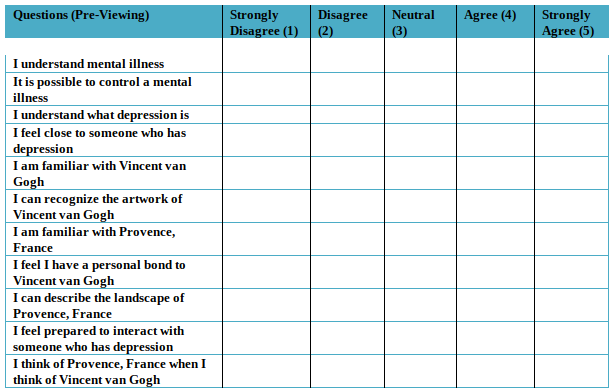 Questions (Pre-Viewing) Strongly Disagree (1) Disagree (2) Neutral (3) Agree (4) Strongly Agree (5)
I understand mental illness
It is possible to control a mental
illness
I understand what depression is
I feel close to someone who has
depression
I am familiar with Vincent van
Gogh
I can recognize the artwork of
Vincent van Gogh
I am familiar with Provence,
France
I feel I have a personal bond to
Vincent van Gogh
I can describe the landscape of
Provence, France
I feel prepared to interact with
someone who has depression
I think of Provence, France when I
think of Vincent van Gogh